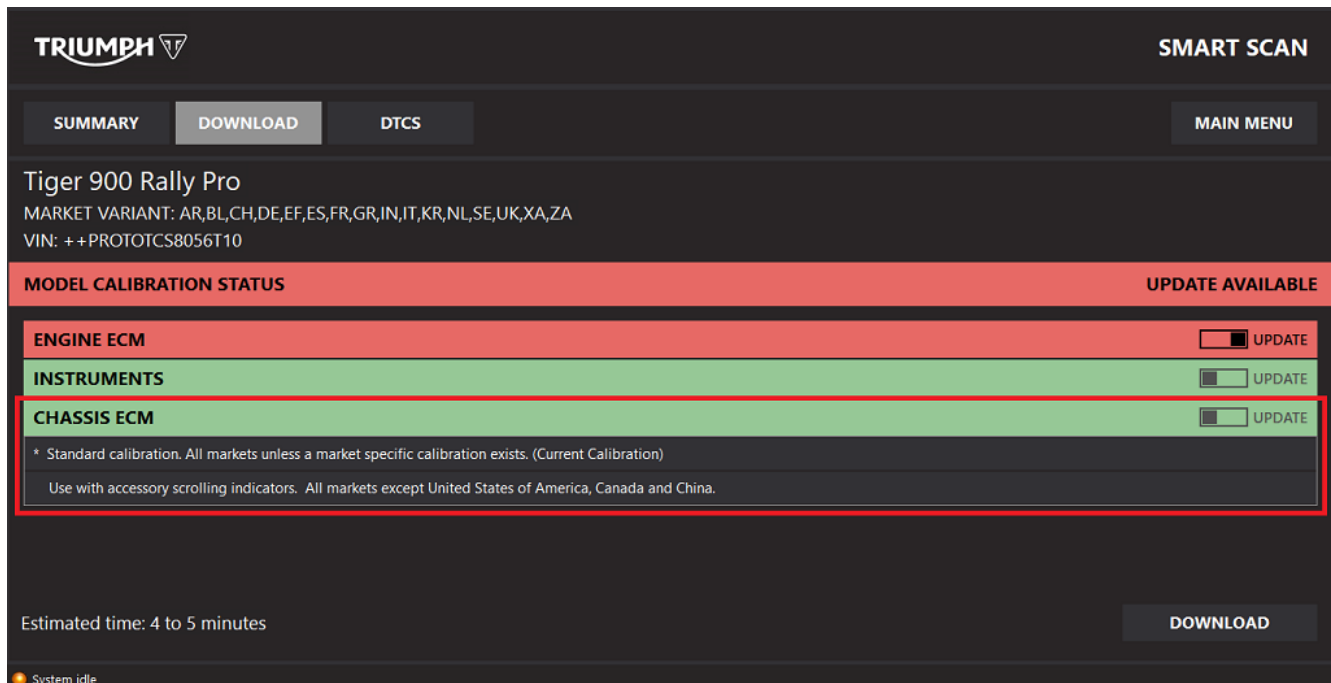 TRIUMPH
SMART SCAN
SUMMARY DOWNLOAD DTCS MAIN MENU
Tiger 900 Rally Pro
MARKET VARIANT: AR,BL,CH,DE,EF,ES,FR,GR,IN,IT,KR,NL,SE,UK,XA,ZA
VIN: ++PROTOTCS8056T10
MODEL CALIBRATION STATUS UPDATE AVAILABLE
ENGINE ECM UPDATE
INSTRUMENTS UPDATE
CHASSIS ECM UPDATE
* Standard calibration. All markets unless a market specific calibration exists. (Current Calibration)
Use with accessory scrolling indicators. All markets except United States of America, Canada and China.
Estimated time: 4 to 5 minutes DOWNLOAD
System idle